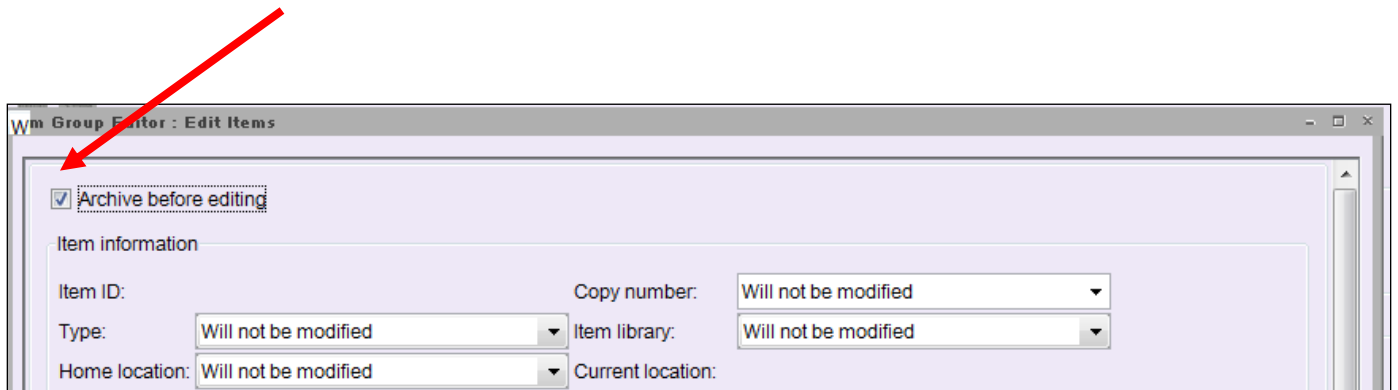 Wm Group Editor : Edit Items
Archive before editing
Item information
Item ID: Copy number: Will not be modified
Type: Will not be modified Item library: Will not be modified
Home location: Will not be modified Current location: